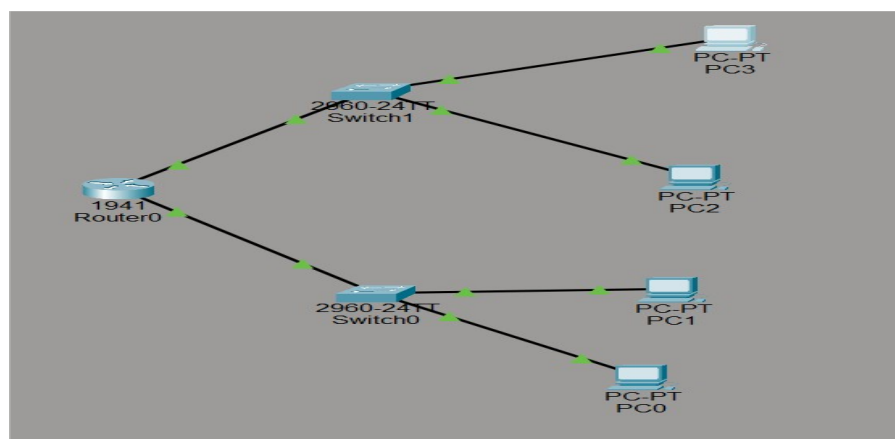 PC-PT
PC3
2960-24TT
Switch1
PC-PT
PC2
1941
Router0
PC-PT
PC1
2960-24TT
Switch0
PC-PT
PC0